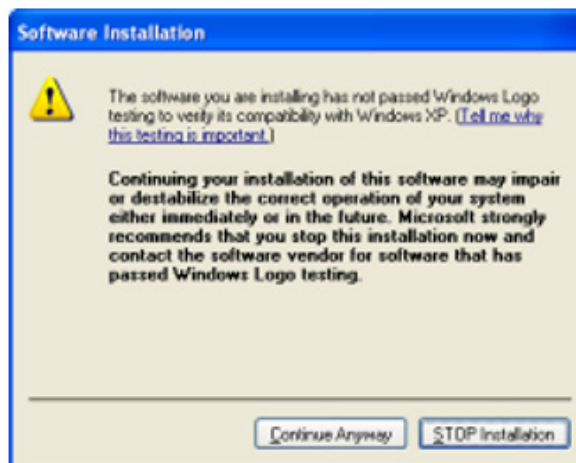 Software Installation
The software you are installing has not passed Windows Logo
testing to verify its compatibility with Windows XP. (Tell me why
this testing is important.)
Continuing your installation of this software may impair
or destabilize the correct operation of your system
either immediately or in the future. Microsoft strongly
recommends that you stop this installation now and
contact the software vendor for software that has
passed Windows Logo testing.
Continue Anyway STOP Installation